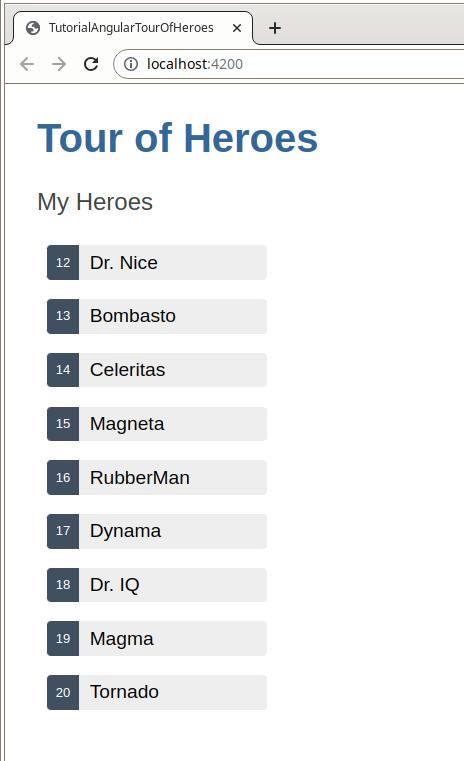 TutorialAngularTourOfHeroes
localhost:4200
Tour of Heroes
My Heroes
12 Dr. Nice
13 Bombasto
14 Celeritas
15 Magneta
16 RubberMan
17 Dynama
18 Dr. IQ
19 Magma
20 Tornado